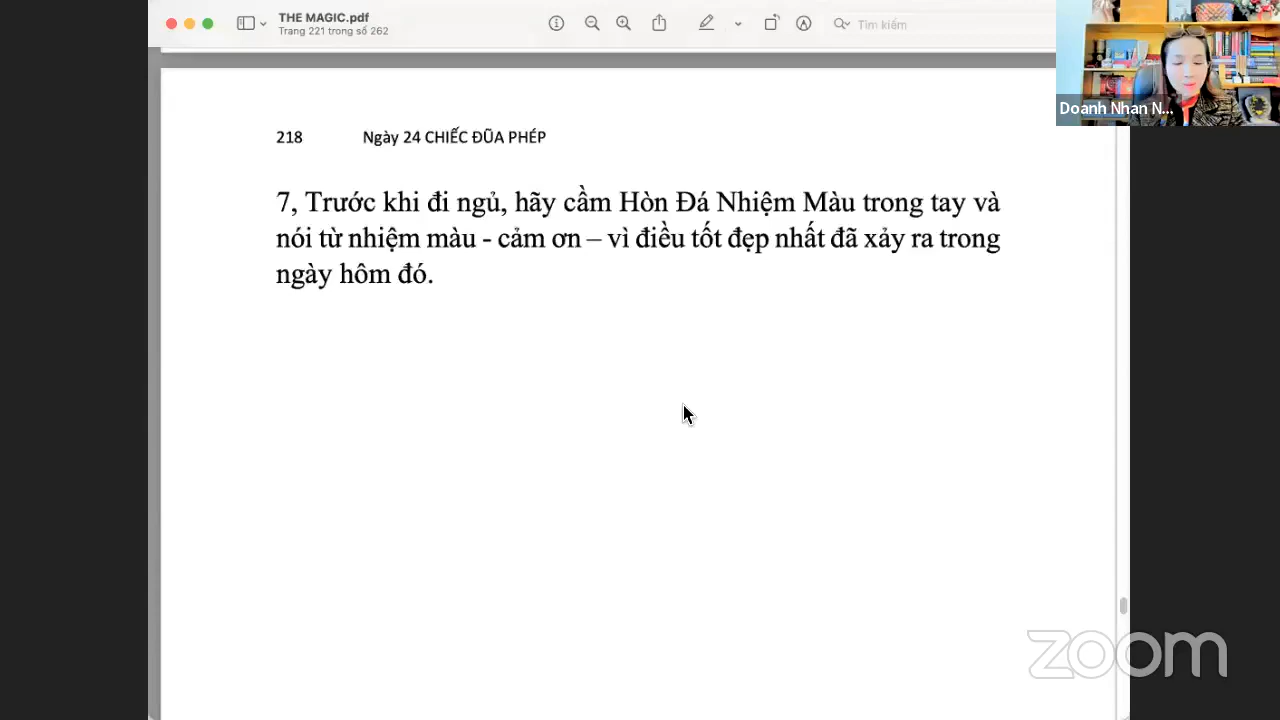 THE MAGIC.pdf
Trang 221 trong số 262
Tìm kiếm
Doanh Nhan N...
218 Ngày 24 CHIẾC ĐŨA PHÉP
7, Trước khi đi ngủ, hãy cầm Hòn Đá Nhiệm Màu trong tay và
nói từ nhiệm màu - cảm ơn – vì điều tốt đẹp nhất đã xảy ra trong
ngày hôm đó.
zoom